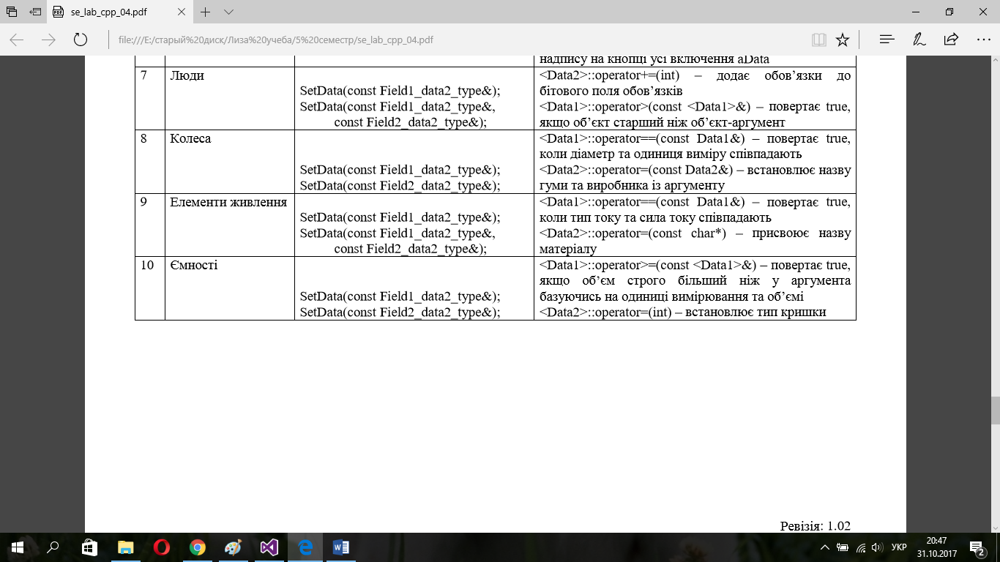 se_lab_cpp_04.pdf
file:///E:/старый%20диск/Лиза%20учеба/5%20семестр/se_lab_cpp_04.pdf
надпису на кнопці усі включення aData
7 Люди
SetData(const Field1_data2_type&);
SetData(const Field1_data2_type&,
const Field2_data2_type&);
<Data2>::operator+=(int) – додає обов’язки до
бітового поля обов’язків
<Data1>::operator>(const <Data1>&) – повертає true,
якщо об’єкт старший ніж об’єкт-аргумент
8 Колеса
SetData(const Field1_data2_type&);
SetData(const Field2_data2_type&);
<Data1>::operator==(const Data1&) – повертає true,
коли діаметр та одиниця виміру співпадають
<Data2>::operator=(const Data2&) – встановлює назву
гуми та виробника із аргументу
9 Елементи живлення
SetData(const Field1_data2_type&);
SetData(const Field1_data2_type&,
const Field2_data2_type&);
<Data1>::operator==(const Data1&) – повертає true,
коли тип току та сила току співпадають
<Data2>::operator=(const char*) – присвоює назву
матеріалу
10 Ємності
SetData(const Field1_data2_type&);
SetData(const Field2_data2_type&);
<Data1>::operator>=(const <Data1>&) – повертає true,
якщо об’єм строго більший ніж у аргумента
базуючись на одиниці вимірювання та об’ємі
<Data2>::operator=(int) – встановлює тип кришки
Ревізія: 1.02
УКР
20:47
31.10.2017
2